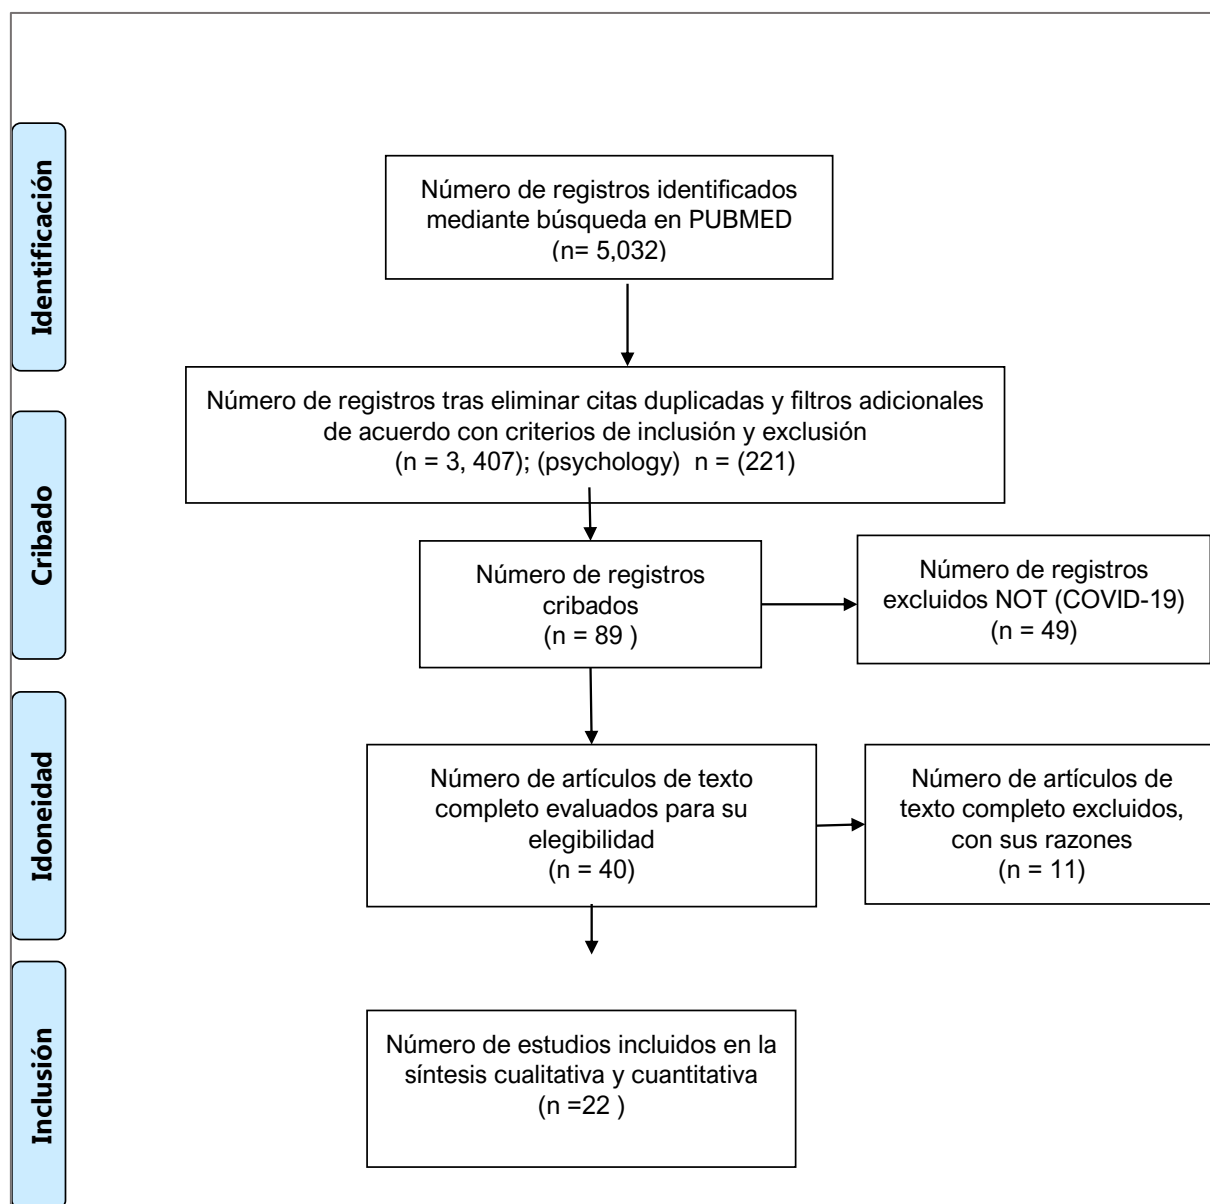 Identificación
Número de registros identificados
mediante búsqueda en PUBMED
(n= 5,032)
Número de registros tras eliminar citas duplicadas y filtros adicionales
de acuerdo con criterios de inclusión y exclusión
(n = 3, 407); (psychology)  n = (221)
Cribado
Número de registros
cribados
(n = 89 )
Número de registros
excluidos NOT (COVID-19)
(n = 49)
Idoneidad
Número de artículos de texto
completo evaluados para su
elegibilidad
(n = 40)
Número de artículos de
texto completo excluidos,
con sus razones
(n = 11)
Inclusión
Número de estudios incluidos en la
síntesis cualitativa y cuantitativa
(n =22 )